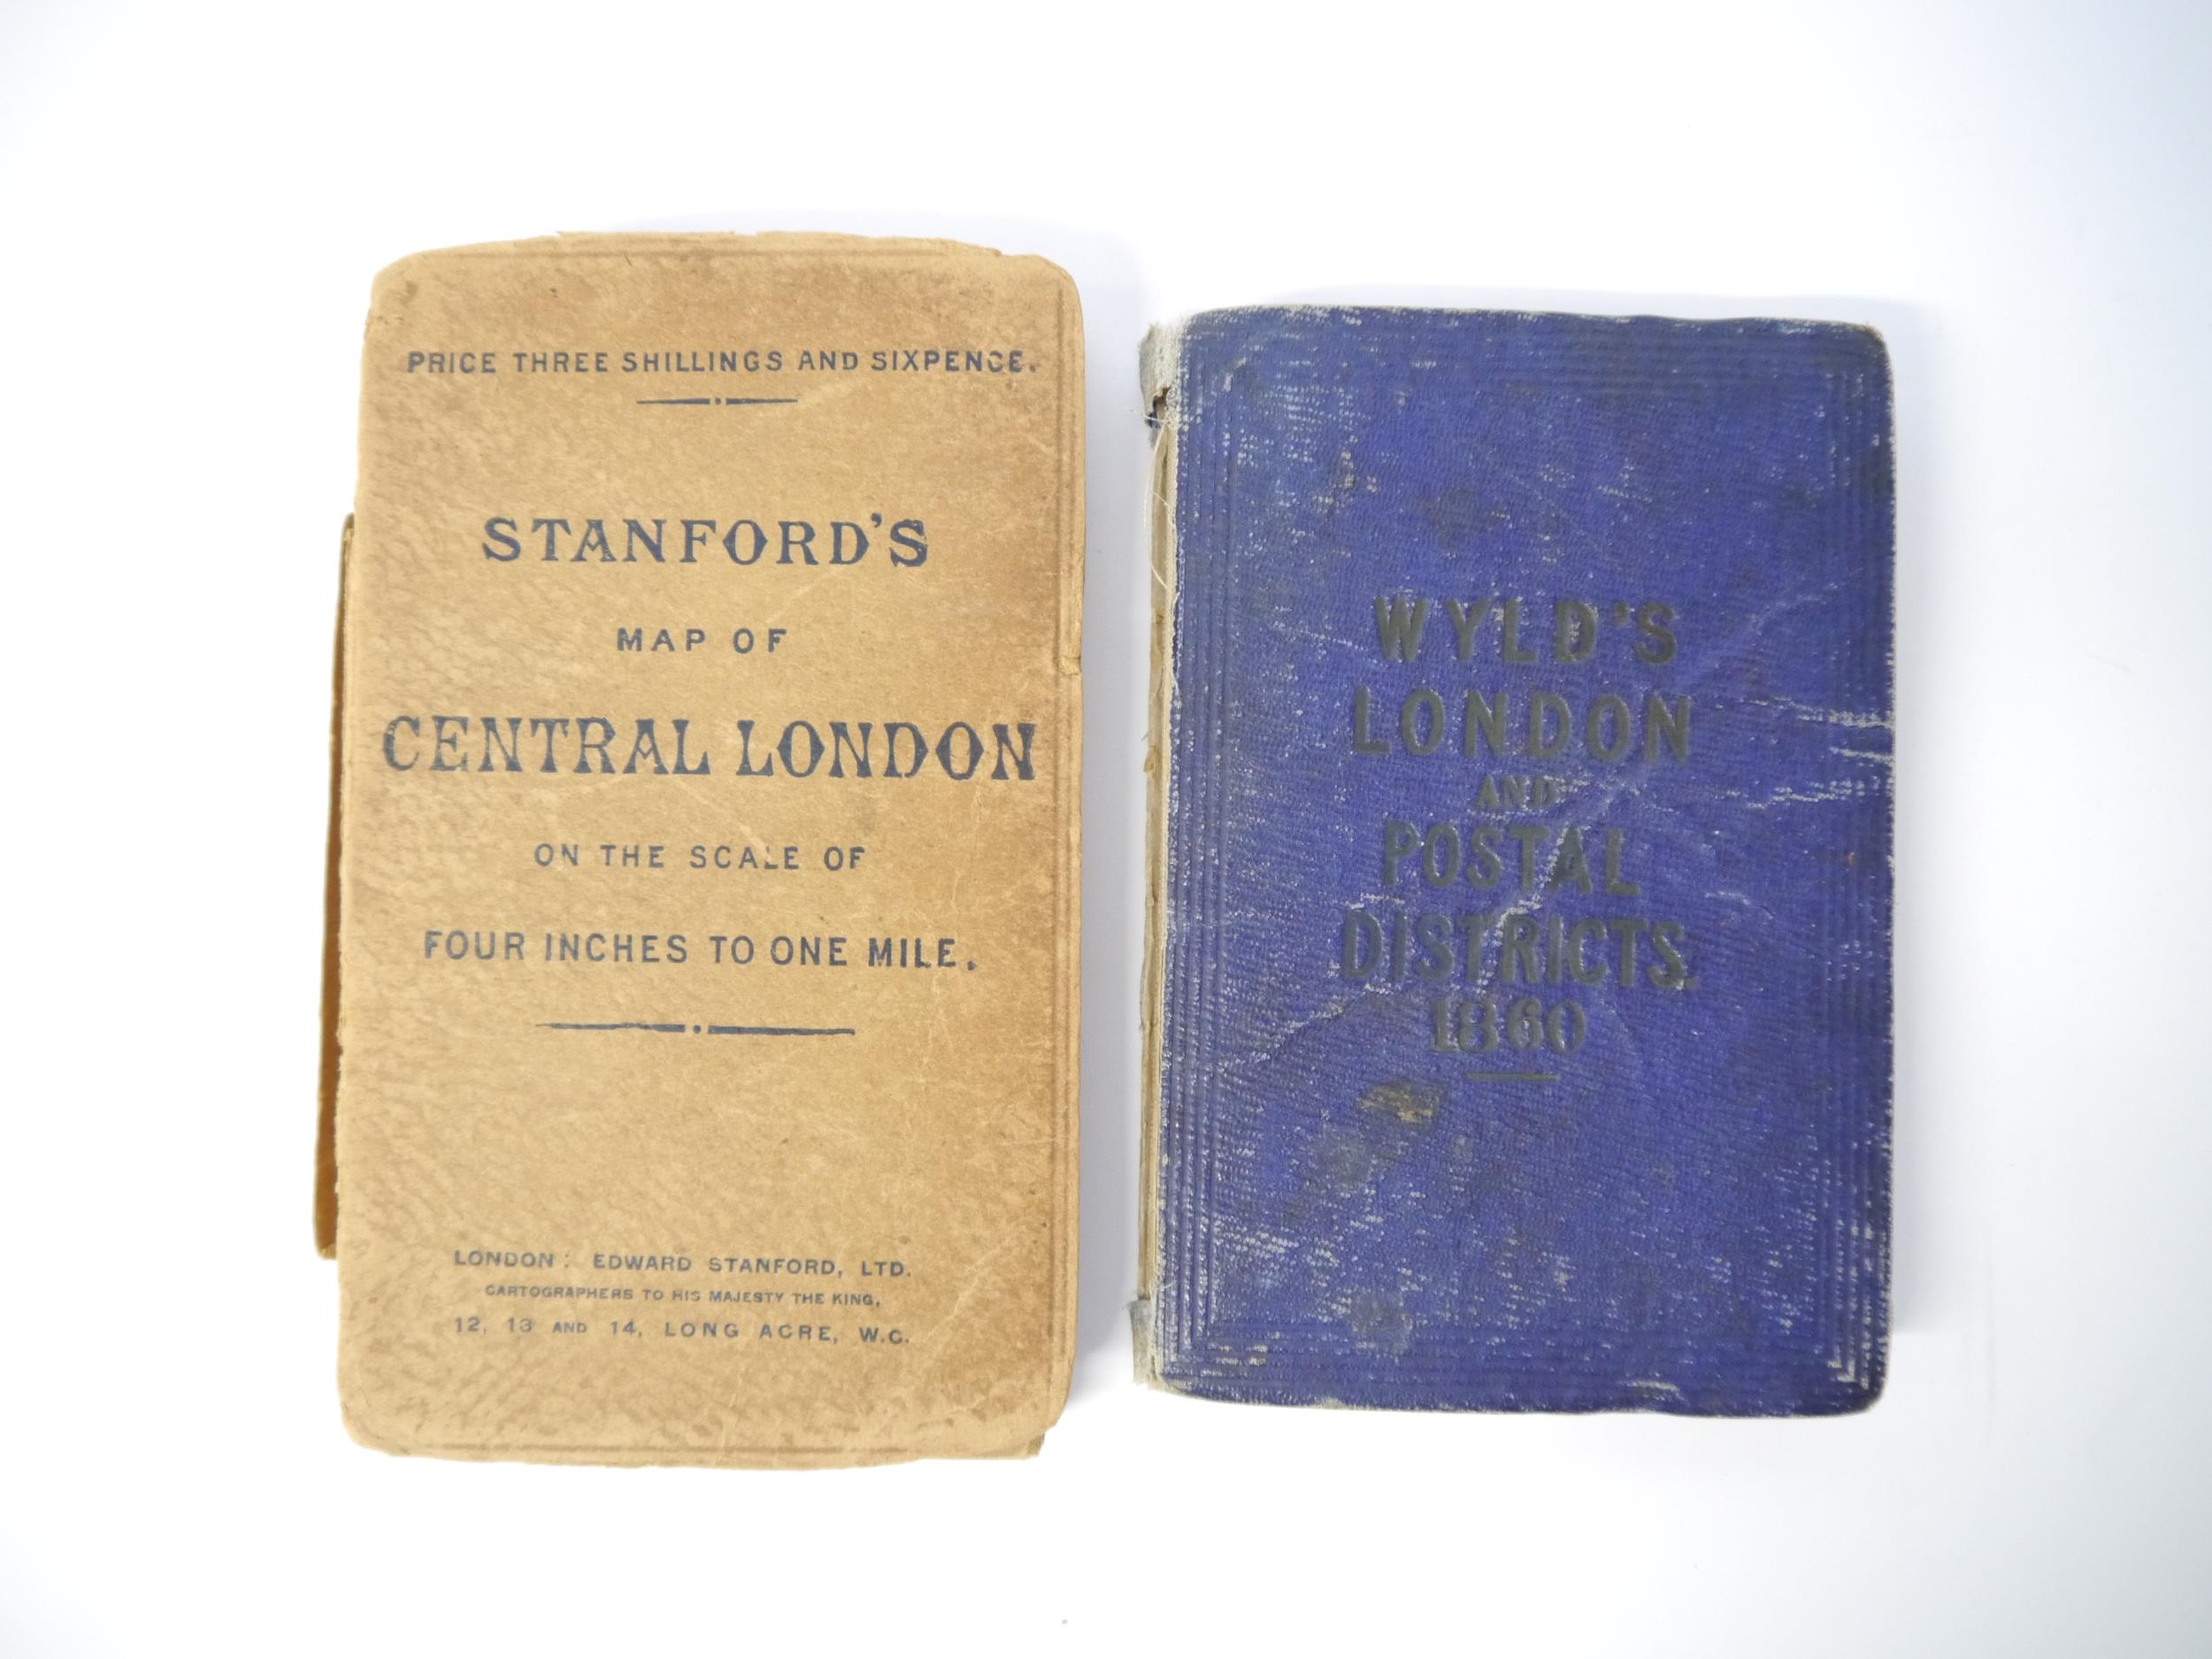 PRICE THREE SHILLINGS AND SIXPENCE.
STANFORD'S
MAP OF
CENTRAL LONDON
ON THE SCALE OF
FOUR INCHES TO ONE MILE.
LONDON: EDWARD STANFORD, LTD.
CARTOGRAPHERS TO HIS MAJESTY THE KING,
12, 13 AND 14, LONG ACRE, W.C.
WYLD'S
LONDON
AND
POSTAL
DISTRICTS.
1860